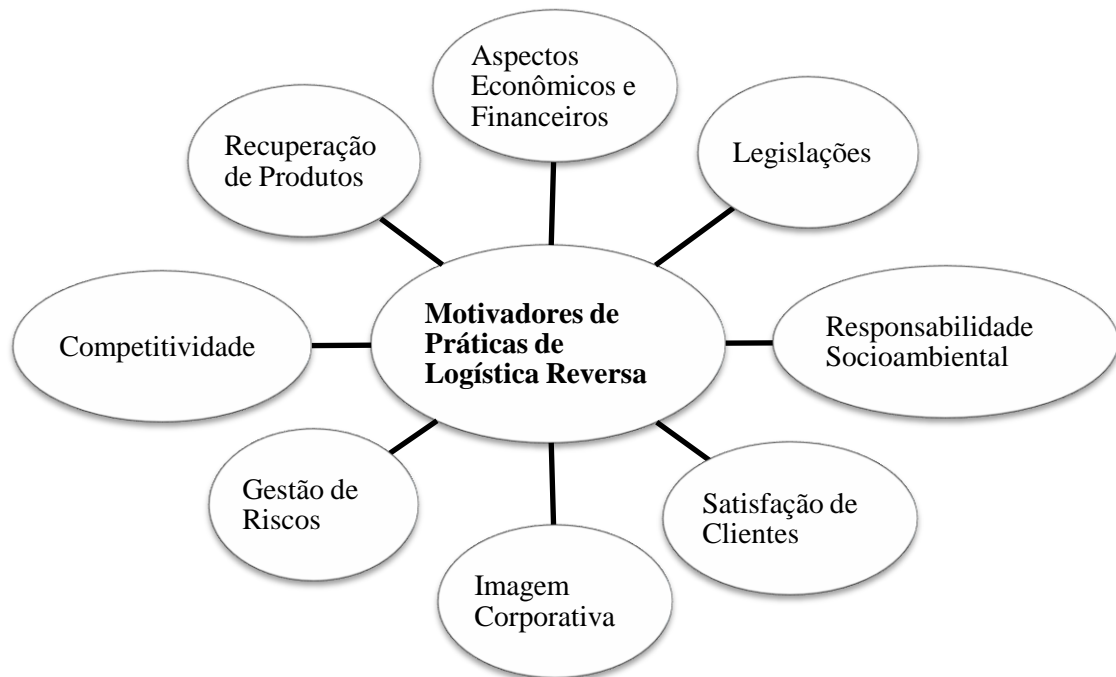 Aspectos
Econômicos e
Financeiros
Legislações
Recuperação
de Produtos
Motivadores de
Práticas de
Logística Reversa
Competitividade
Responsabilidade
Socioambiental
Gestão de
Riscos
Satisfação de
Clientes
Imagem
Corporativa